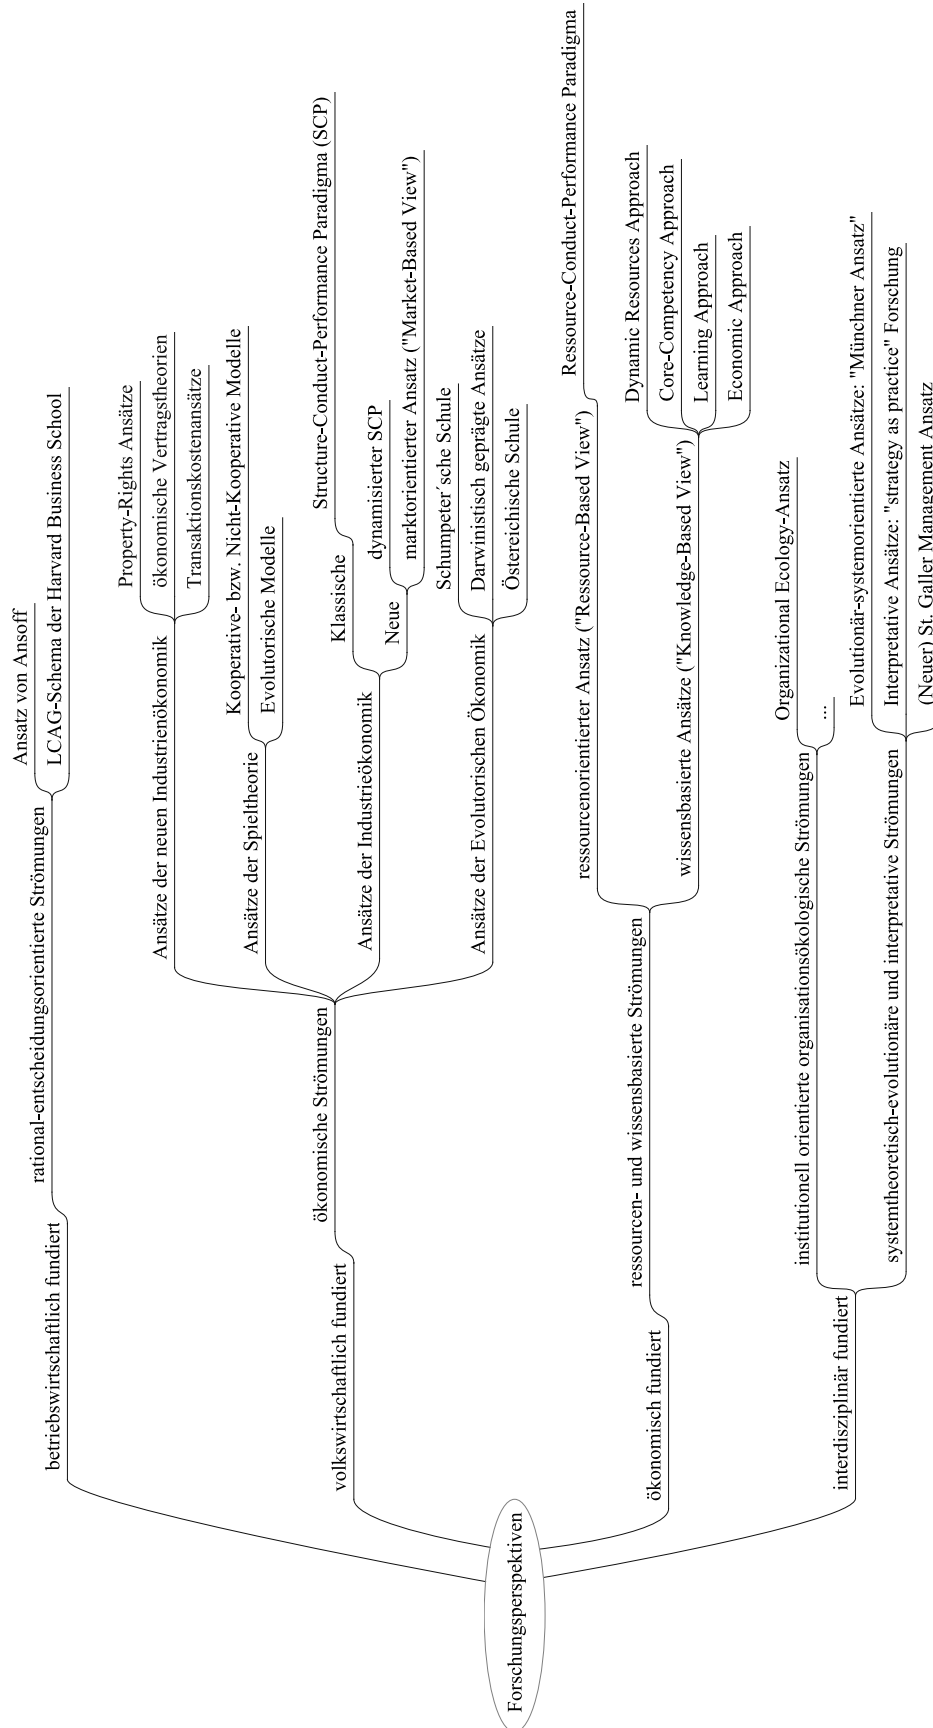 Forschungsperspektiven
betriebswirtschaftlich fundiert
rational-entscheidungsorientierte Strömungen
Ansatz von Ansoff
LCAG-Schema der Harvard Business School
volkswirtschaftlich fundiert
ökonomische Strömungen
Ansätze der neuen Industrienökonomik
Property-Rights Ansätze
ökonomische Vertragstheorien
Transaktionskostenansätze
Ansätze der Spieltheorie
Kooperative- bzw. Nicht-Kooperative Modelle
Evolutorische Modelle
Ansätze der Industrieökonomik
Klassische
Structure-Conduct-Performance Paradigma (SCP)
Neue
dynamisierter SCP
marktorientierter Ansatz ("Market-Based View")
Ansätze der Evolutorischen Ökonomik
Schumpeter´sche Schule
Darwinistisch geprägte Ansätze
Östereichische Schule
ökonomisch fundiert
ressourcen- und wissensbasierte Strömungen
ressourcenorientierter Ansatz ("Ressource-Based View")
Ressource-Conduct-Performance Paradigma
wissensbasierte Ansätze ("Knowledge-Based View")
Dynamic Resources Approach
Core-Competency Approach
Learning Approach
Economic Approach
interdisziplinär fundiert
institutionell orientierte organisationsökologische Strömungen
Organizational Ecology-Ansatz
...
systemtheoretisch-evolutionäre und interpretative Strömungen
Evolutionär-systemorientierte Ansätze: "Münchner Ansatz"
Interpretative Ansätze: "strategy as practice" Forschung
(Neuer) St. Galler Management Ansatz